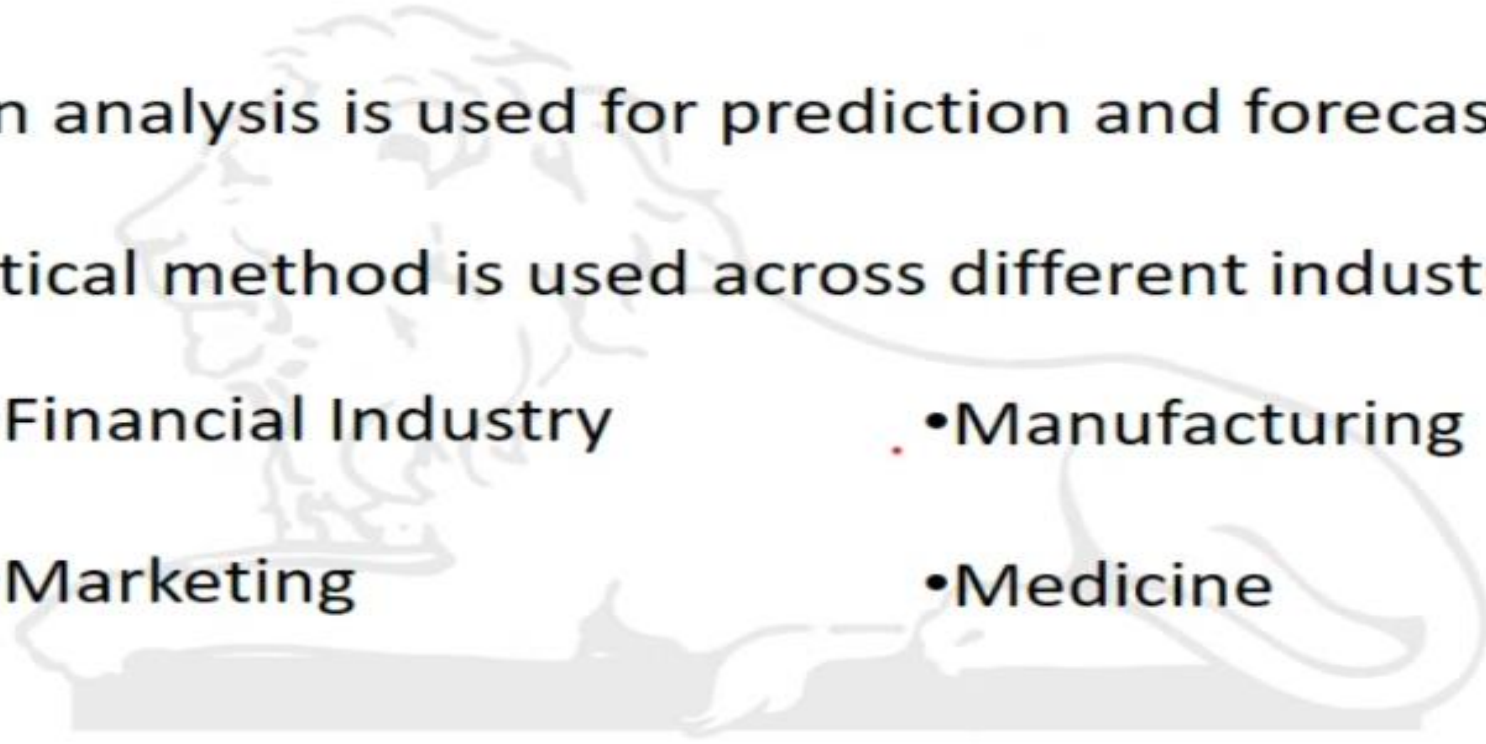 n analysis is used for prediction and forecas
tical method is used across different indust
Financial Industry •Manufacturing
Marketing •Medicine